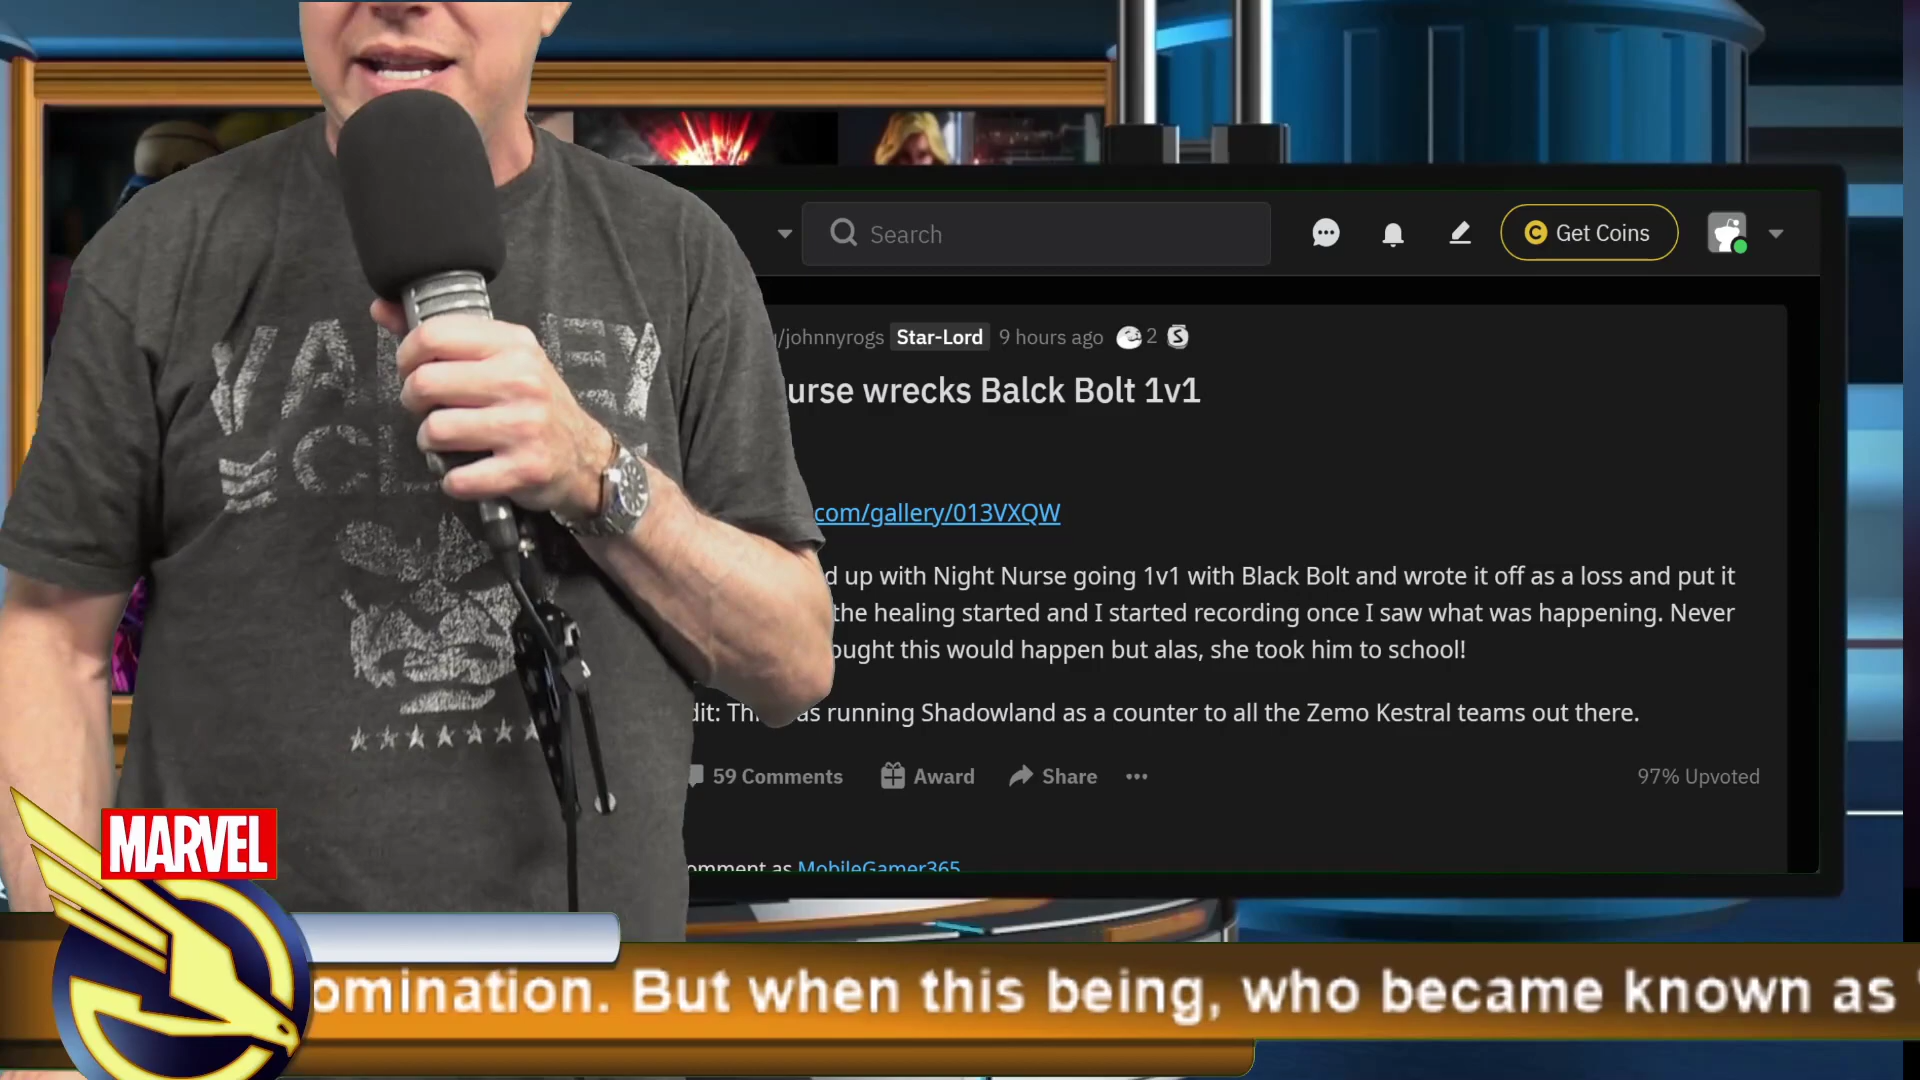 Search
Get Coins
/johnnyrogs Star-Lord 9 hours ago 2
urse wrecks Balck Bolt 1v1
com/gallery/013VXQW
d up with Night Nurse going 1v1 with Black Bolt and wrote it off as a loss and put it
the healing started and I started recording once I saw what was happening. Never
ought this would happen but alas, she took him to school!
dit: as running Shadowland as a counter to all the Zemo Kestral teams out there.
59 Comments Award Share 97% Upvoted
omment as MobileGamer365
MARVEL
omination. But when this being, who became known as